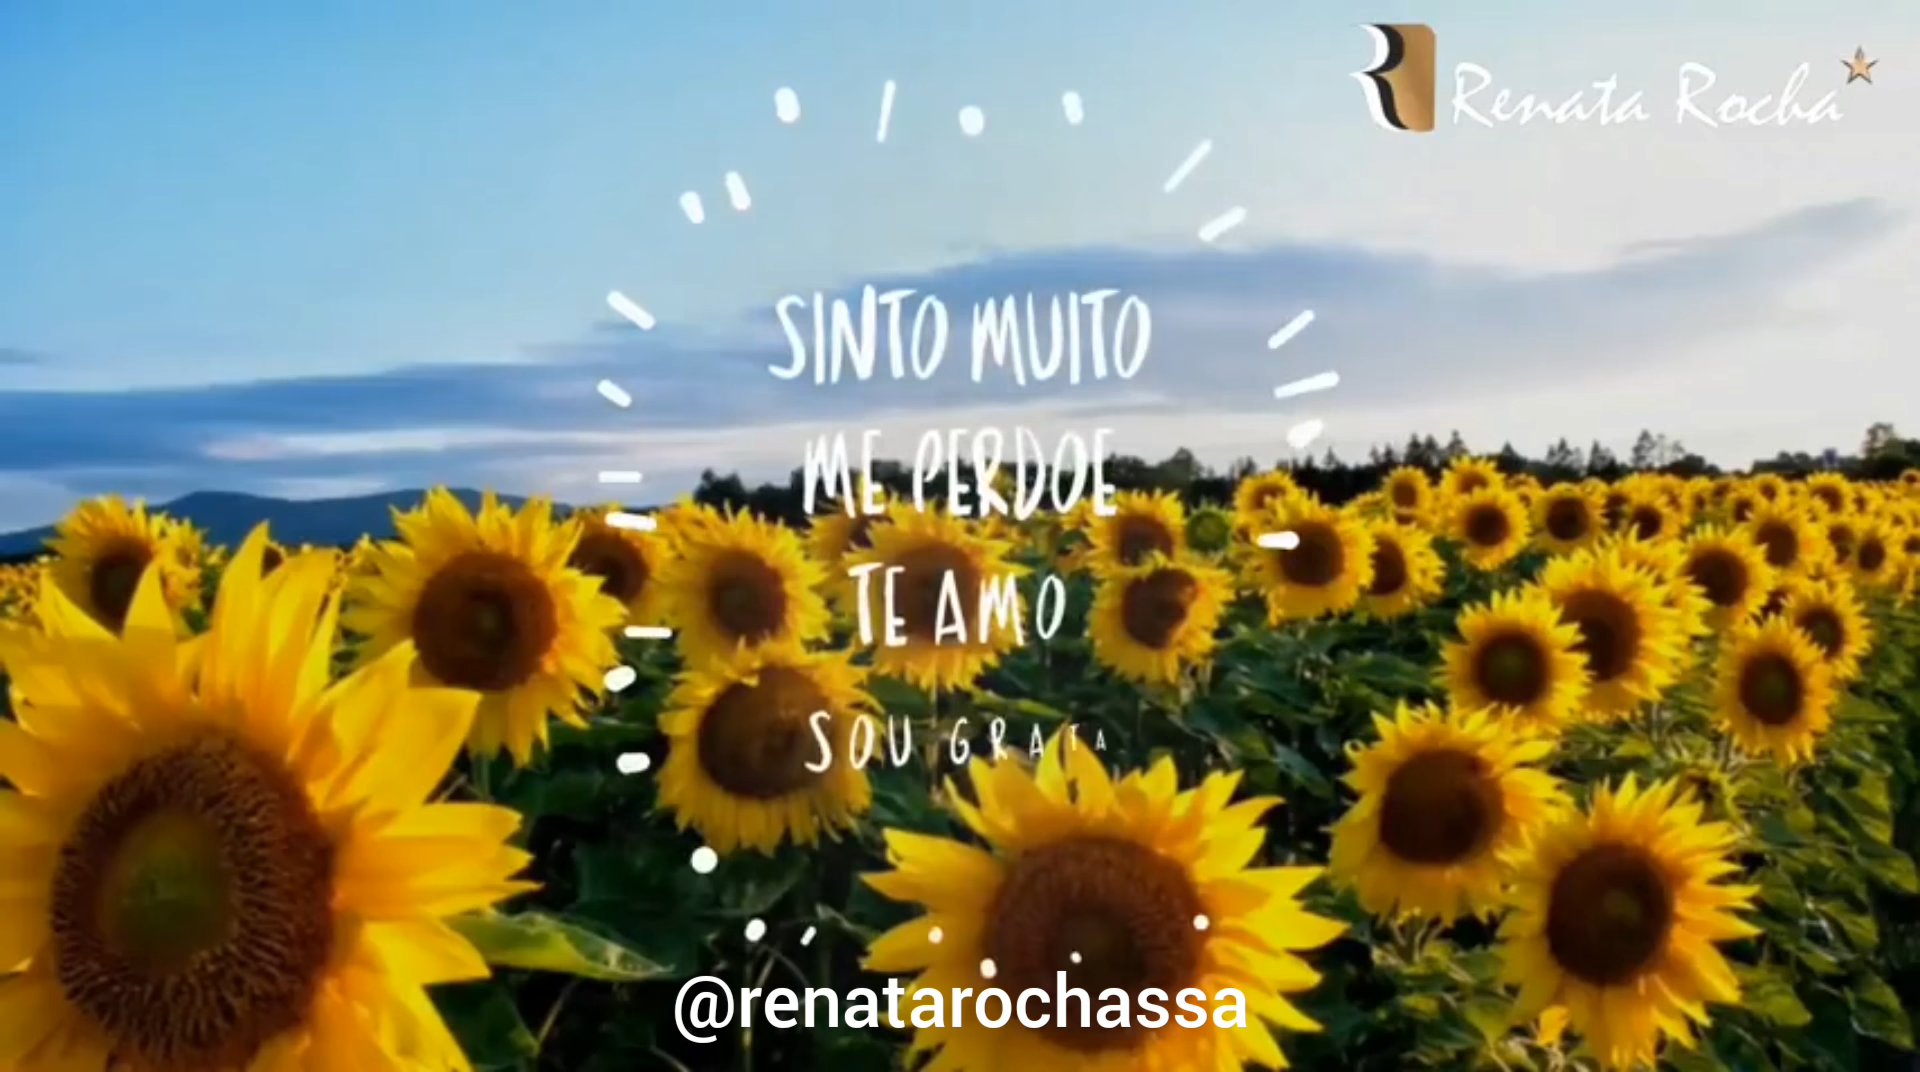 Renata Rocha
SINTO MUITO
ME PERDOE
TE AMO
SOU GRATA
@renatarochassa